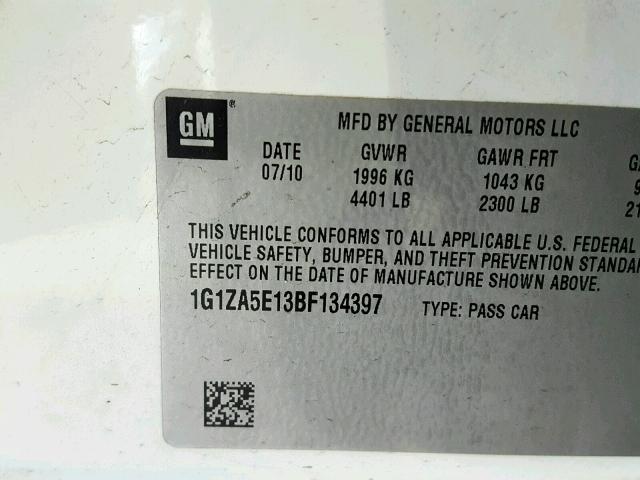 GM®
MFD BY GENERAL MOTORS LLC
DATE GVWR GAWR FRT
07/10 1996 KG 1043 KG
4401 LB 2300 LB
THIS VEHICLE CONFORMS TO ALL APPLICABLE U.S. FEDERAL
VEHICLE SAFETY, BUMPER, AND THEFT PREVENTION
EFFECT ON THE DATE OF MANUFACTURE SHOWN ABOVE.
1G1ZA5E13BF134397 TYPE: PASS CAR